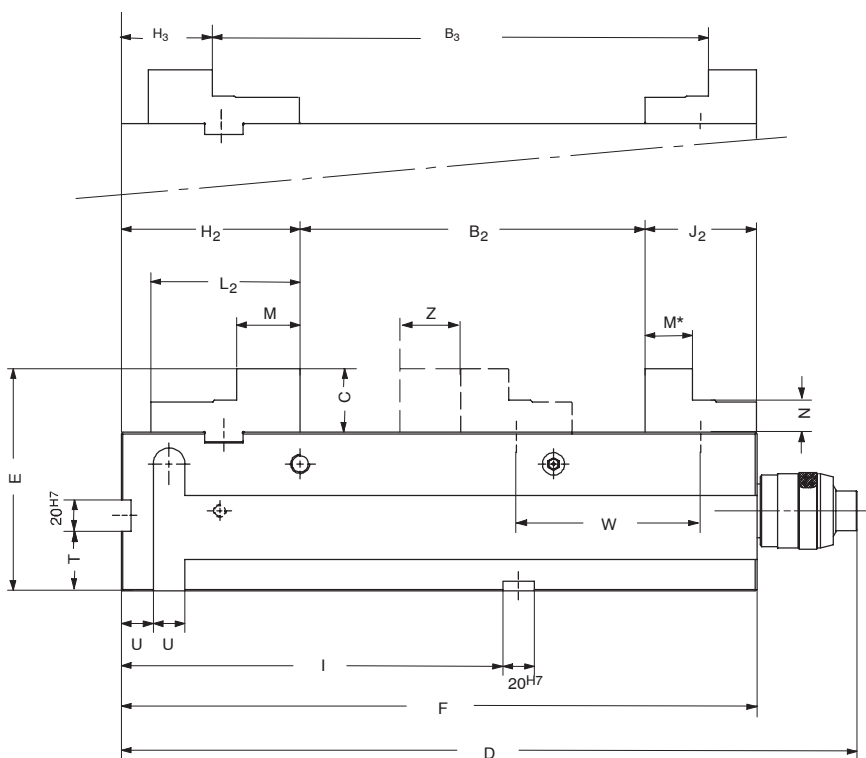 H3 B3
H2 B2 J2
L2
M Z M*
C N
E
20H7 W
T
U U I 20H7
F
D